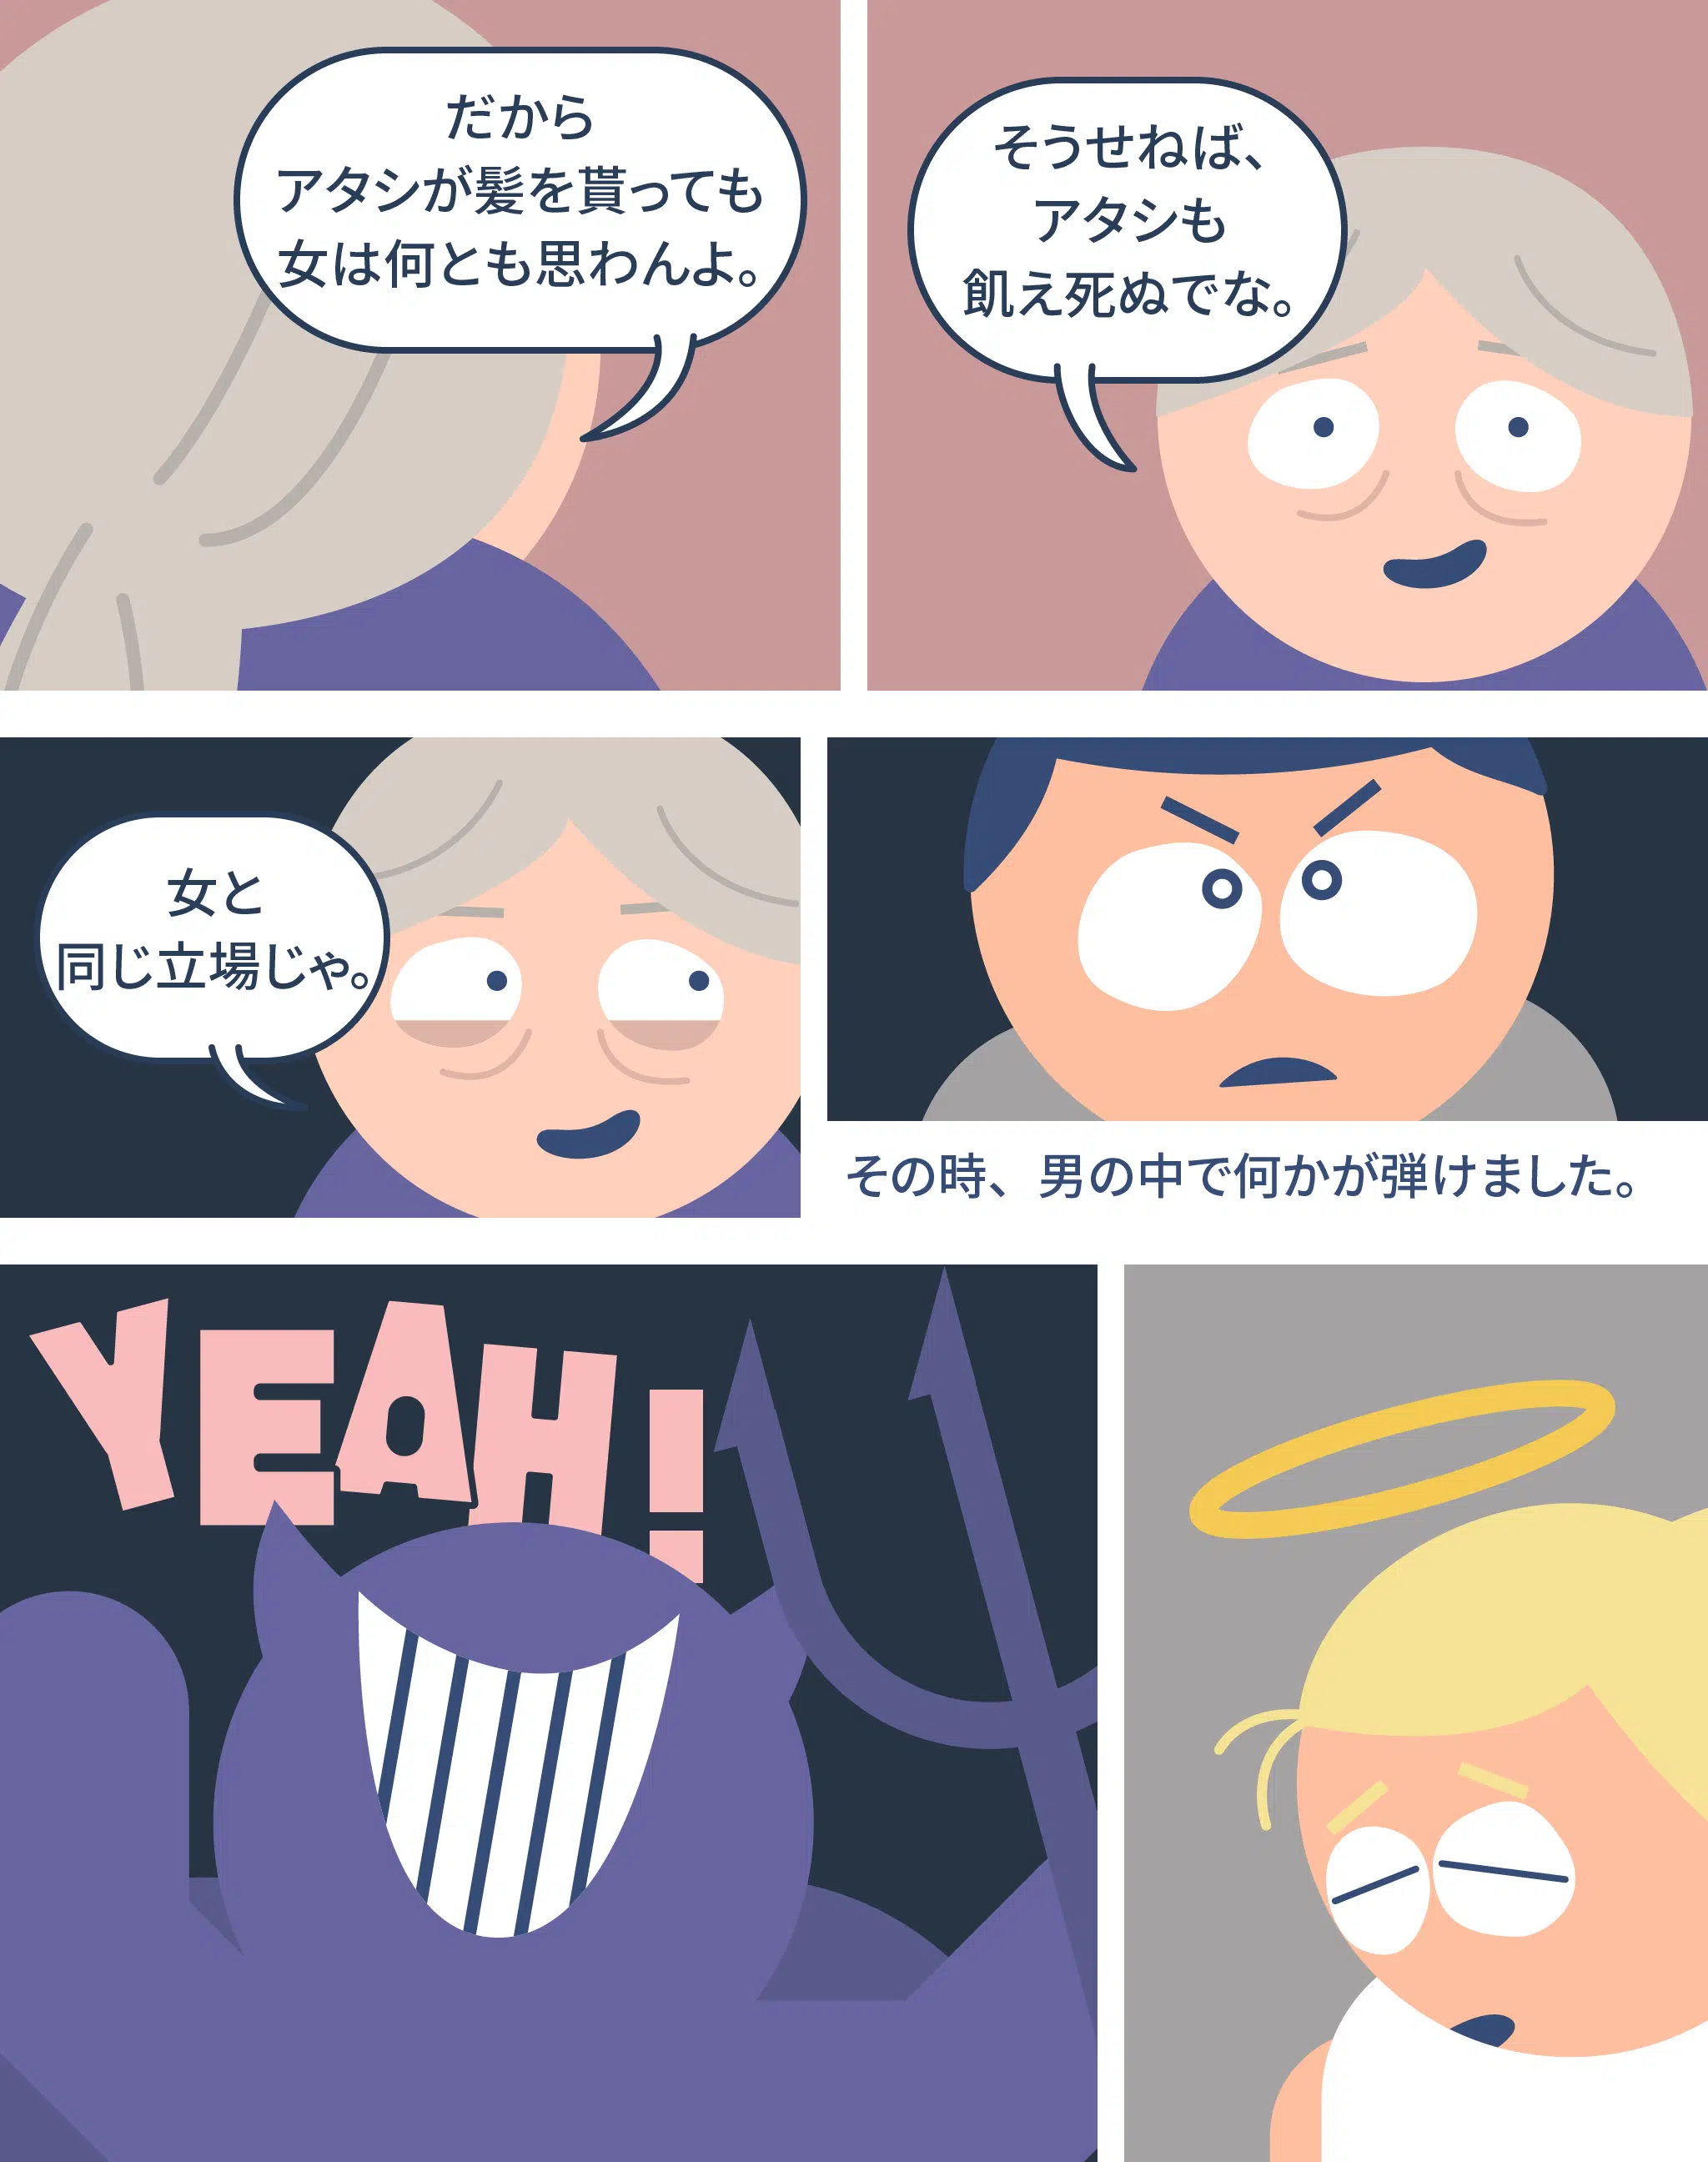 だから
アタシが髪を貰っても
女は何とも思わんよ。
そうせねば、
アタシも
飢え死ぬでな。
女と
同じ立場じゃ。
その時、男の中で何かが弾けました。
YEAH!